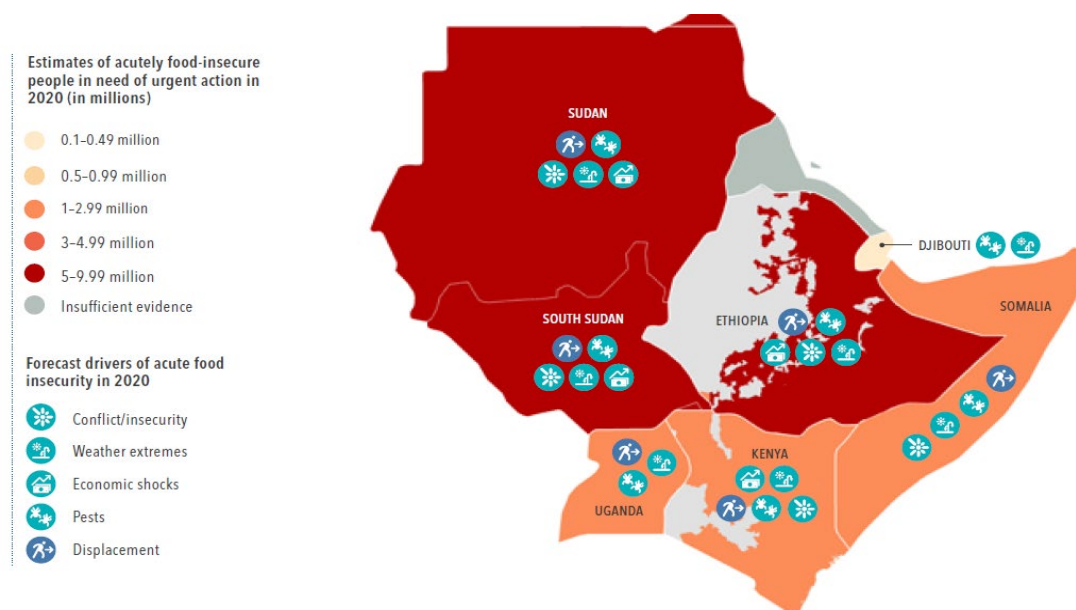 Estimates of acutely food-insecure
people in need of urgent action in
2020 (in millions)
0.1–0.49 million
0.5–0.99 million
1–2.99 million
3–4.99 million
5–9.99 million
Insufficient evidence
Forecast drivers of acute food
insecurity in 2020
Conflict/insecurity
Weather extremes
Economic shocks
Pests
Displacement
SUDAN
DJIBOUTI
SOMALIA
SOUTH SUDAN
ETHIOPIA
KENYA
UGANDA